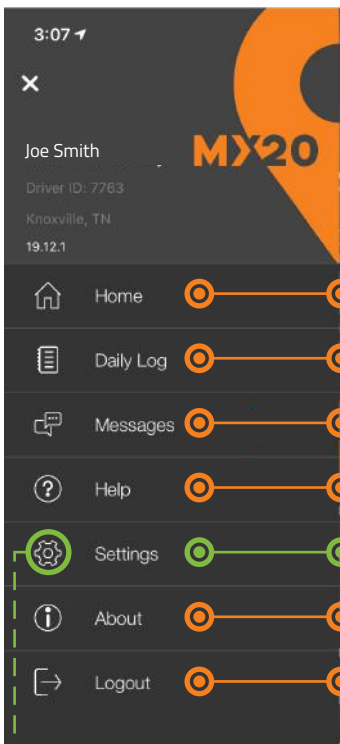 3:07
Joe Smith
MX20
Driver ID: 7763
Knoxville, TN
19.12.1
Home
Daily Log
Messages
Help
Settings
About
Logout